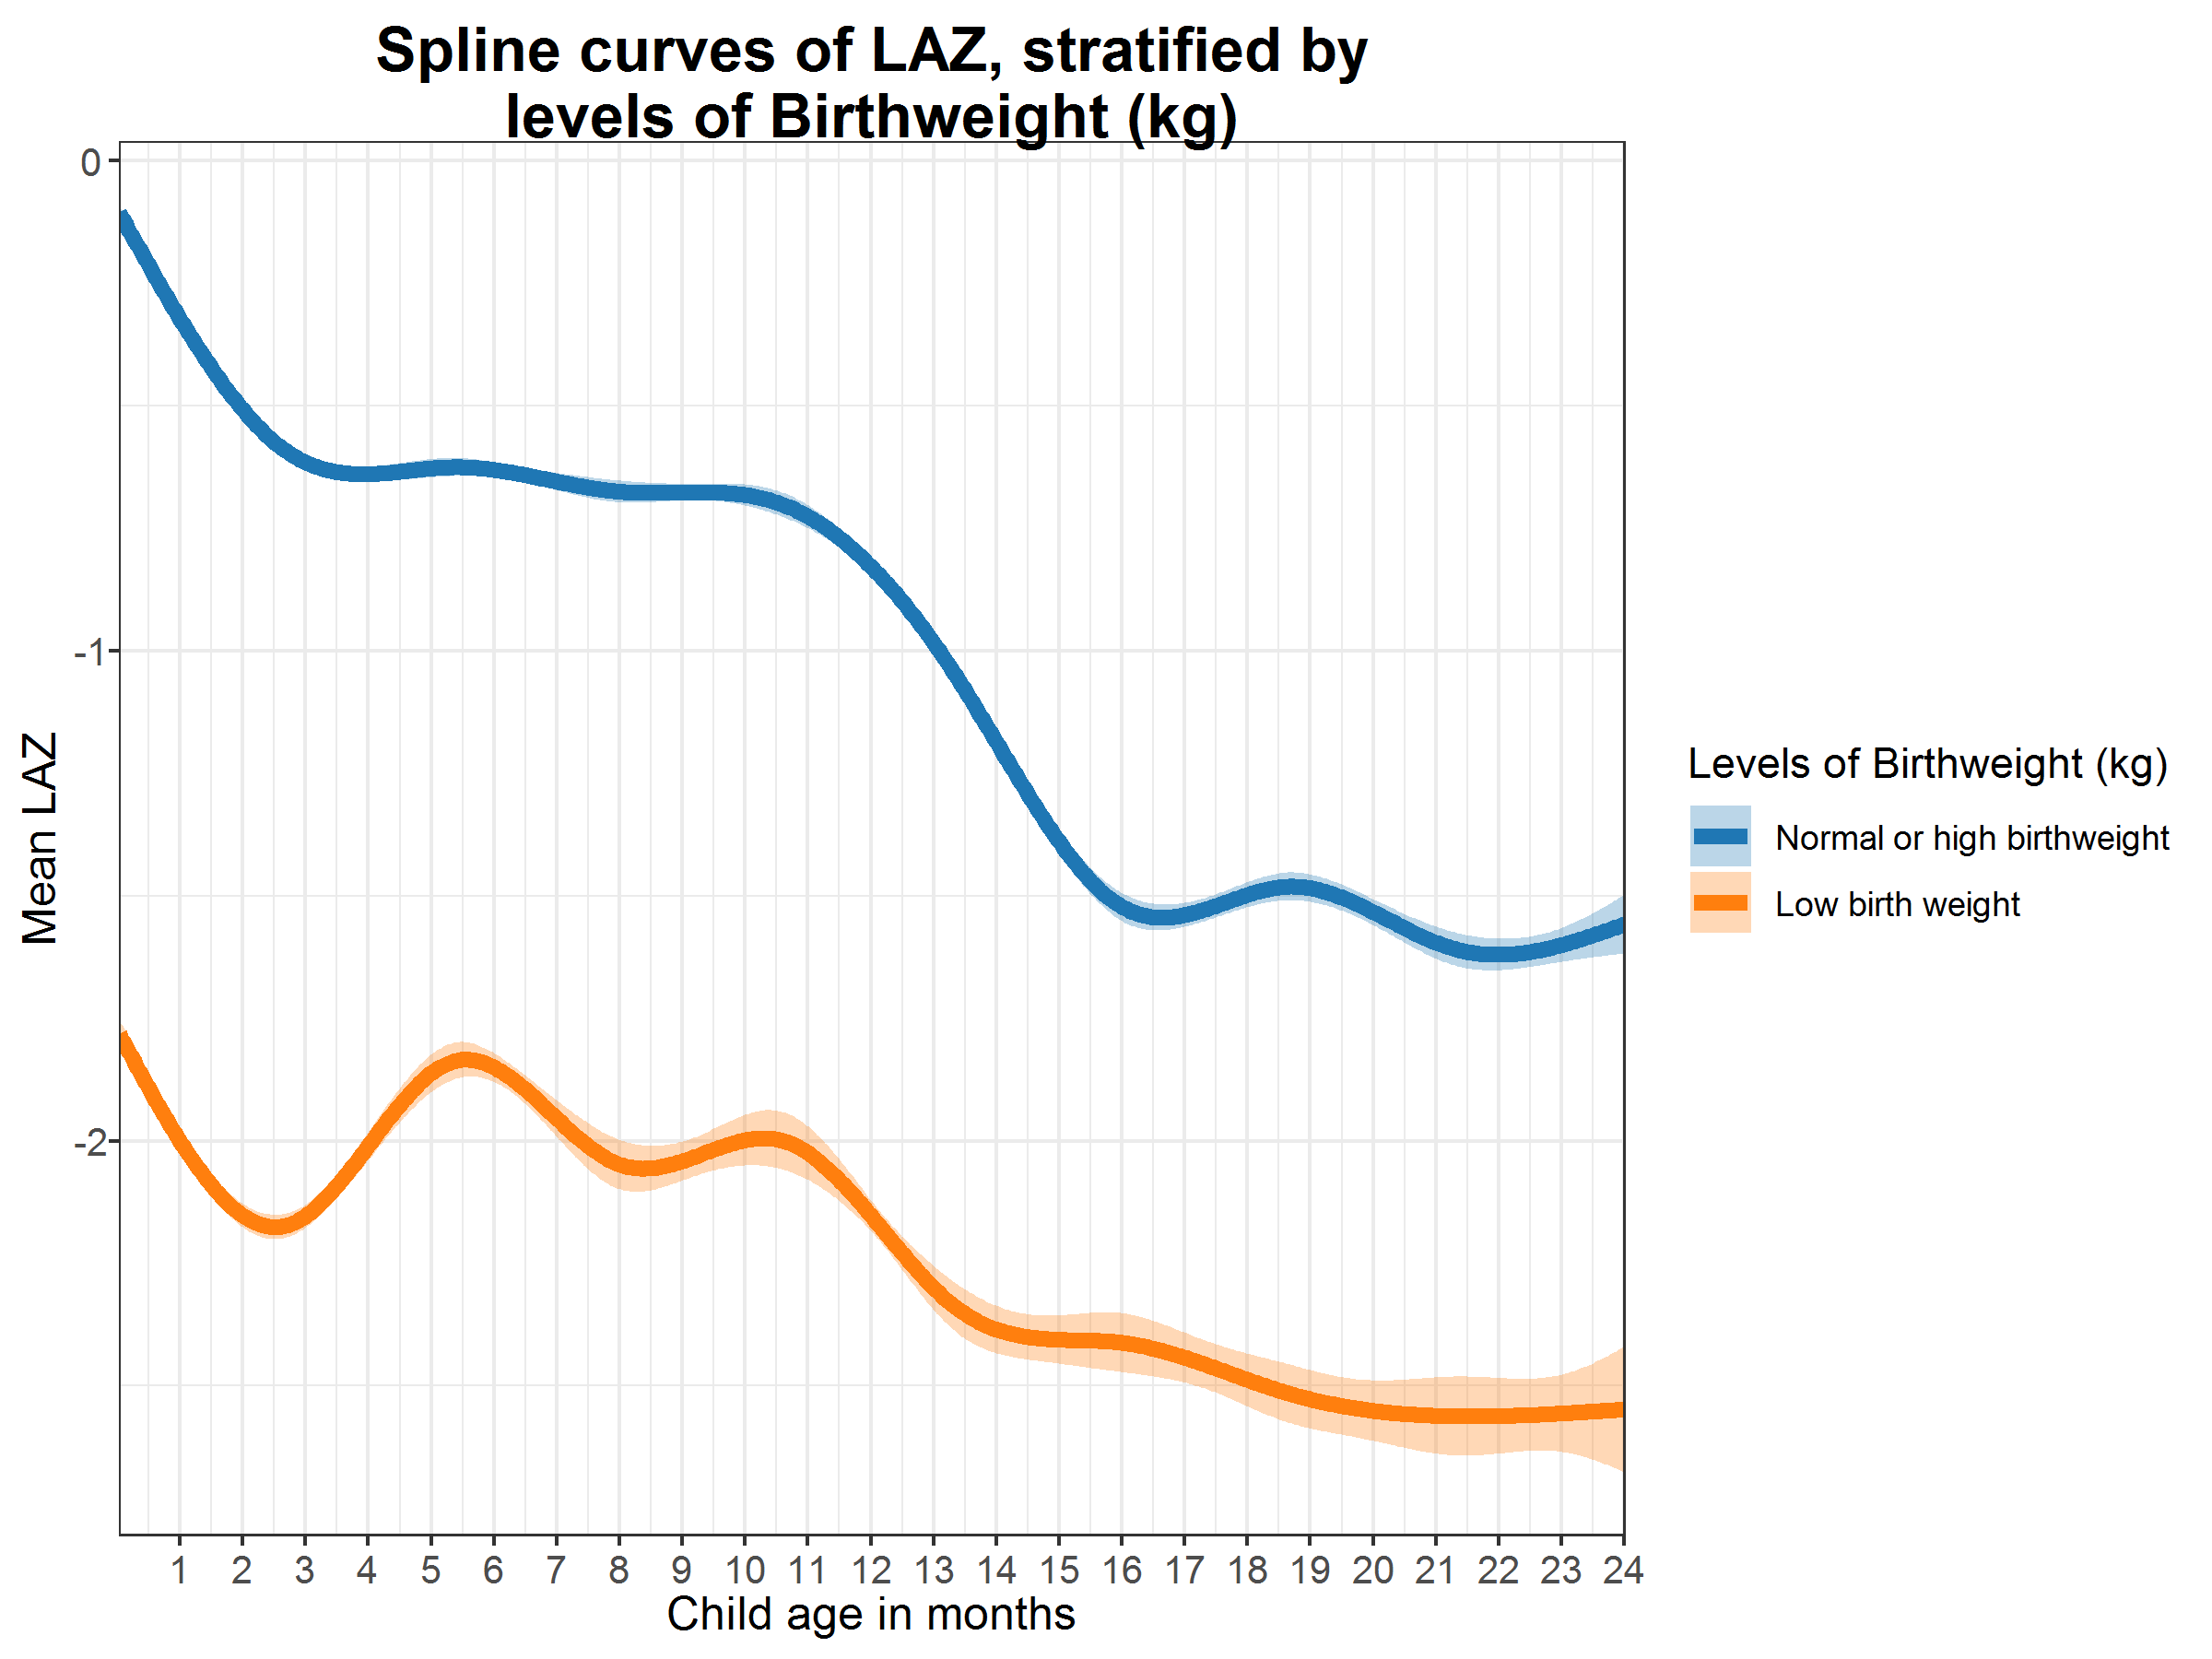 Spline curves of LAZ, stratified by
levels of Birthweight (kg)
Mean LAZ
0
-1
-2
1 2 3 4 5 6 7 8 9 10 11 12 13 14 15 16 17 18 19 20 21 22 23 24
Child age in months
Levels of Birthweight (kg)
Normal or high birthweight
Low birth weight